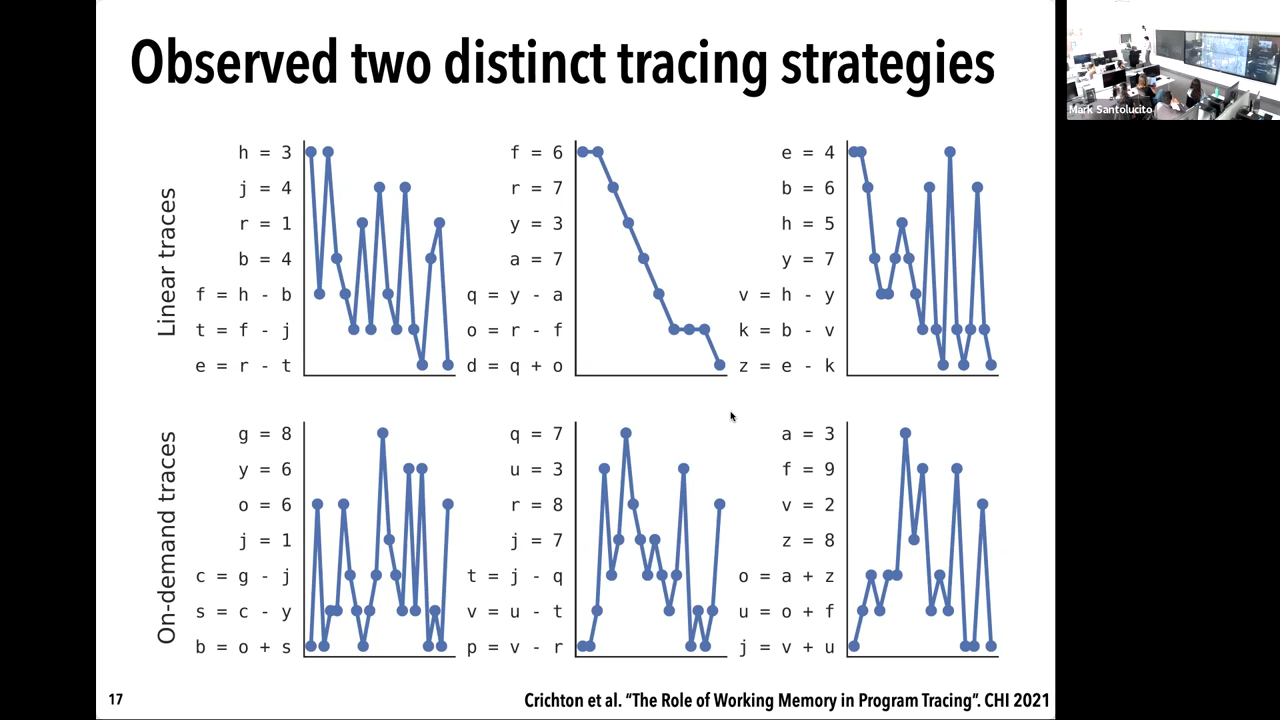 Observed two distinct tracing strategies
Mark Santolucito
Linear traces
h = 3
j = 4
r = 1
b = 4
f = h - b
t = f - j
e = r - t
f = 6
r = 7
y = 3
a = 7
q = y - a
o = r - f
d = q + o
e = 4
b = 6
h = 5
y = 7
v = h - y
k = b - v
z = e - k
On-demand traces
g = 8
y = 6
o = 6
j = 1
c = g - j
s = c - y
b = o + s
q = 7
u = 3
r = 8
j = 7
t = j - q
v = u - t
p = v - r
a = 3
f = 9
v = 2
z = 8
o = a + z
u = o + f
j = v + u
17
Crichton et al. “The Role of Working Memory in Program Tracing”. CHI 2021